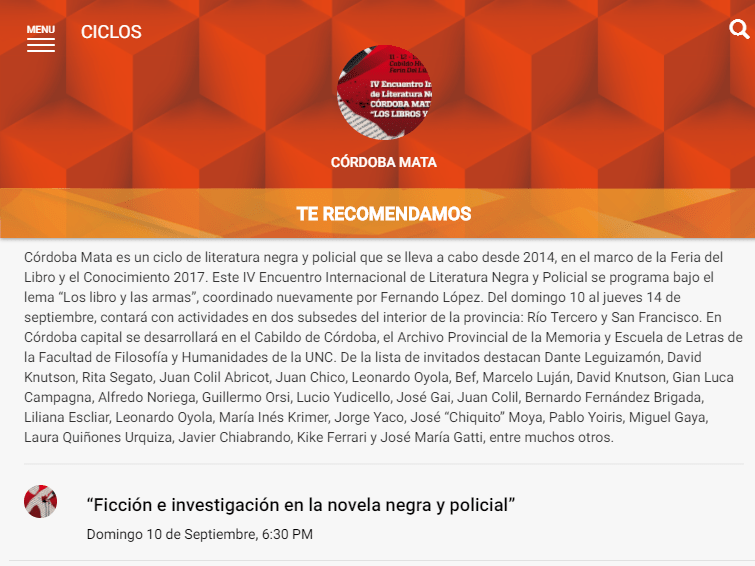 MENU
CICLOS
IV Encuentro In
de Literatura Ne
CÓRDOBA MAT
"LOS LIBROS Y
CÓRDOBA MATA
TE RECOMENDAMOS
Córdoba Mata es un ciclo de literatura negra y policial que se lleva a cabo desde 2014, en el marco de la Feria del
Libro y el Conocimiento 2017. Este IV Encuentro Internacional de Literatura Negra y Policial se programa bajo el
lema “Los libro y las armas”, coordinado nuevamente por Fernando López. Del domingo 10 al jueves 14 de
septiembre, contará con actividades en dos subsedes del interior de la provincia: Río Tercero y San Francisco. En
Córdoba capital se desarrollará en el Cabildo de Córdoba, el Archivo Provincial de la Memoria y Escuela de Letras de
la Facultad de Filosofía y Humanidades de la UNC. De la lista de invitados destacan Dante Leguizamón, David
Knutson, Rita Segato, Juan Colil Abricot, Juan Chico, Leonardo Oyola, Bef, Marcelo Luján, David Knutson, Gian Luca
Campagna, Alfredo Noriega, Guillermo Orsi, Lucio Yudicello, José Gai, Juan Colil, Bernardo Fernández Brigada,
Liliana Escliar, Leonardo Oyola, María Inés Krimer, Jorge Yaco, José “Chiquito” Moya, Pablo Yoiris, Miguel Gaya,
Laura Quiñones Urquiza, Javier Chiabrando, Kike Ferrari y José María Gatti, entre muchos otros.
“Ficción e investigación en la novela negra y policial”
Domingo 10 de Septiembre, 6:30 PM